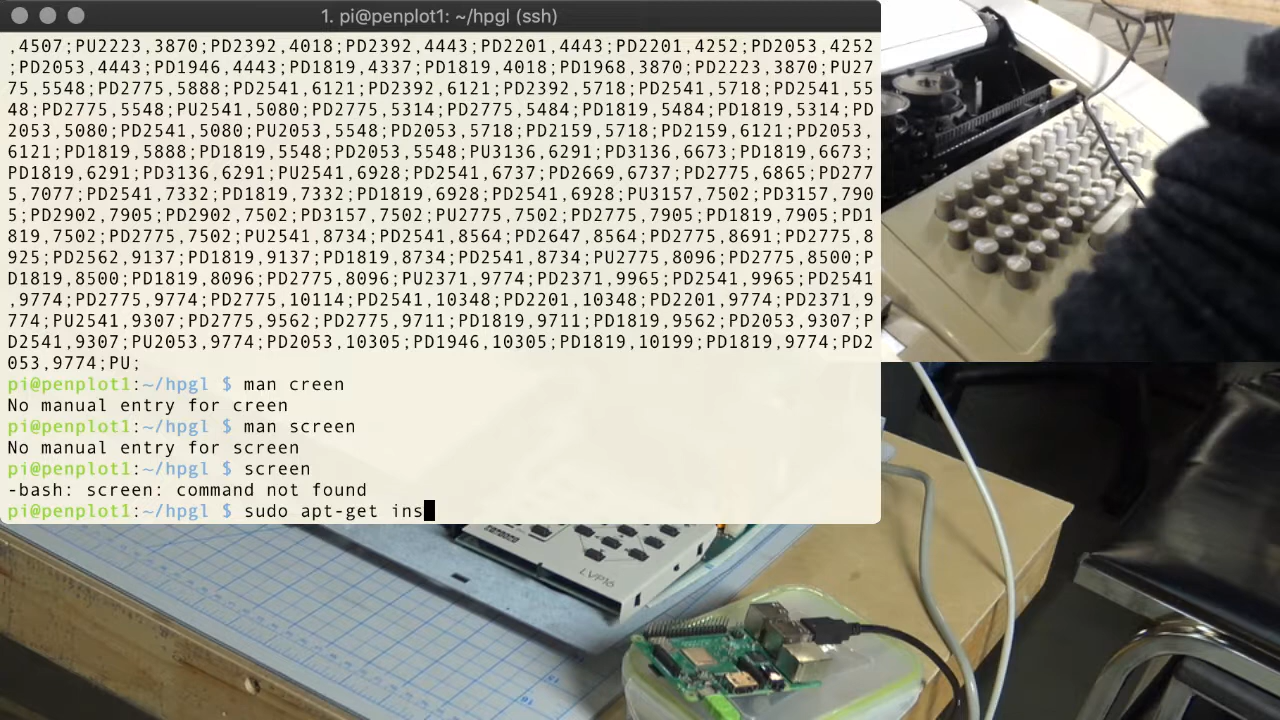 1. pi@penplot1: ~/hpgl (ssh)
,4507;PU2223,3870;PD2392,4018;PD2392,4443;PD2201,4443;PD2201,4252;PD2053,4252
;PD2053,4443;PD1946,4443;PD1819,4337;PD1819,4018;PD1968,3870;PD2223,3870;PU27
75,5548;PD2775,5888;PD2541,6121;PD2392,6121;PD2392,5718;PD2541,5718;PD2541,55
48;PD2775,5548;PU2541,5080;PD2775,5314;PD2775,5484;PD1819,5484;PD1819,5314;PD
2053,5080;PD2541,5080;PU2053,5548;PD2053,5718;PD2159,5718;PD2159,6121;PD2053,
6121;PD1819,5888;PD1819,5548;PD2053,5548;PU3136,6291;PD3136,6673;PD1819,6673;
PD1819,6291;PD3136,6291;PU2541,6928;PD2541,6737;PD2669,6737;PD2775,6865;PD277
5,7077;PD2541,7332;PD1819,7332;PD1819,6928;PD2541,6928;PU3157,7502;PD3157,790
5;PD2902,7905;PD2902,7502;PD3157,7502;PU2775,7502;PD2775,7905;PD1819,7905;PD1
819,7502;PD2775,7502;PU2541,8734;PD2541,8564;PD2647,8564;PD2775,8691;PD2775,8
925;PD2562,9137;PD1819,9137;PD1819,8734;PD2541,8734;PU2775,8096;PD2775,8500;P
D1819,8500;PD1819,8096;PD2775,8096;PU2371,9774;PD2371,9965;PD2541,9965;PD2541
,9774;PD2775,9774;PD2775,10114;PD2541,10348;PD2201,10348;PD2201,9774;PD2371,9
774;PU2541,9307;PD2775,9562;PD2775,9711;PD1819,9711;PD1819,9562;PD2053,9307;P
D2541,9307;PU2053,9774;PD2053,10305;PD1946,10305;PD1819,10199;PD1819,9774;PD2
053,9774;PU;
pi@penplot1:~/hpgl $ man creen
No manual entry for creen
pi@penplot1:~/hpgl $ man screen
No manual entry for screen
pi@penplot1:~/hpgl $ screen
-bash: screen: command not found
pi@penplot1:~/hpgl $ sudo apt-get ins
LVP16